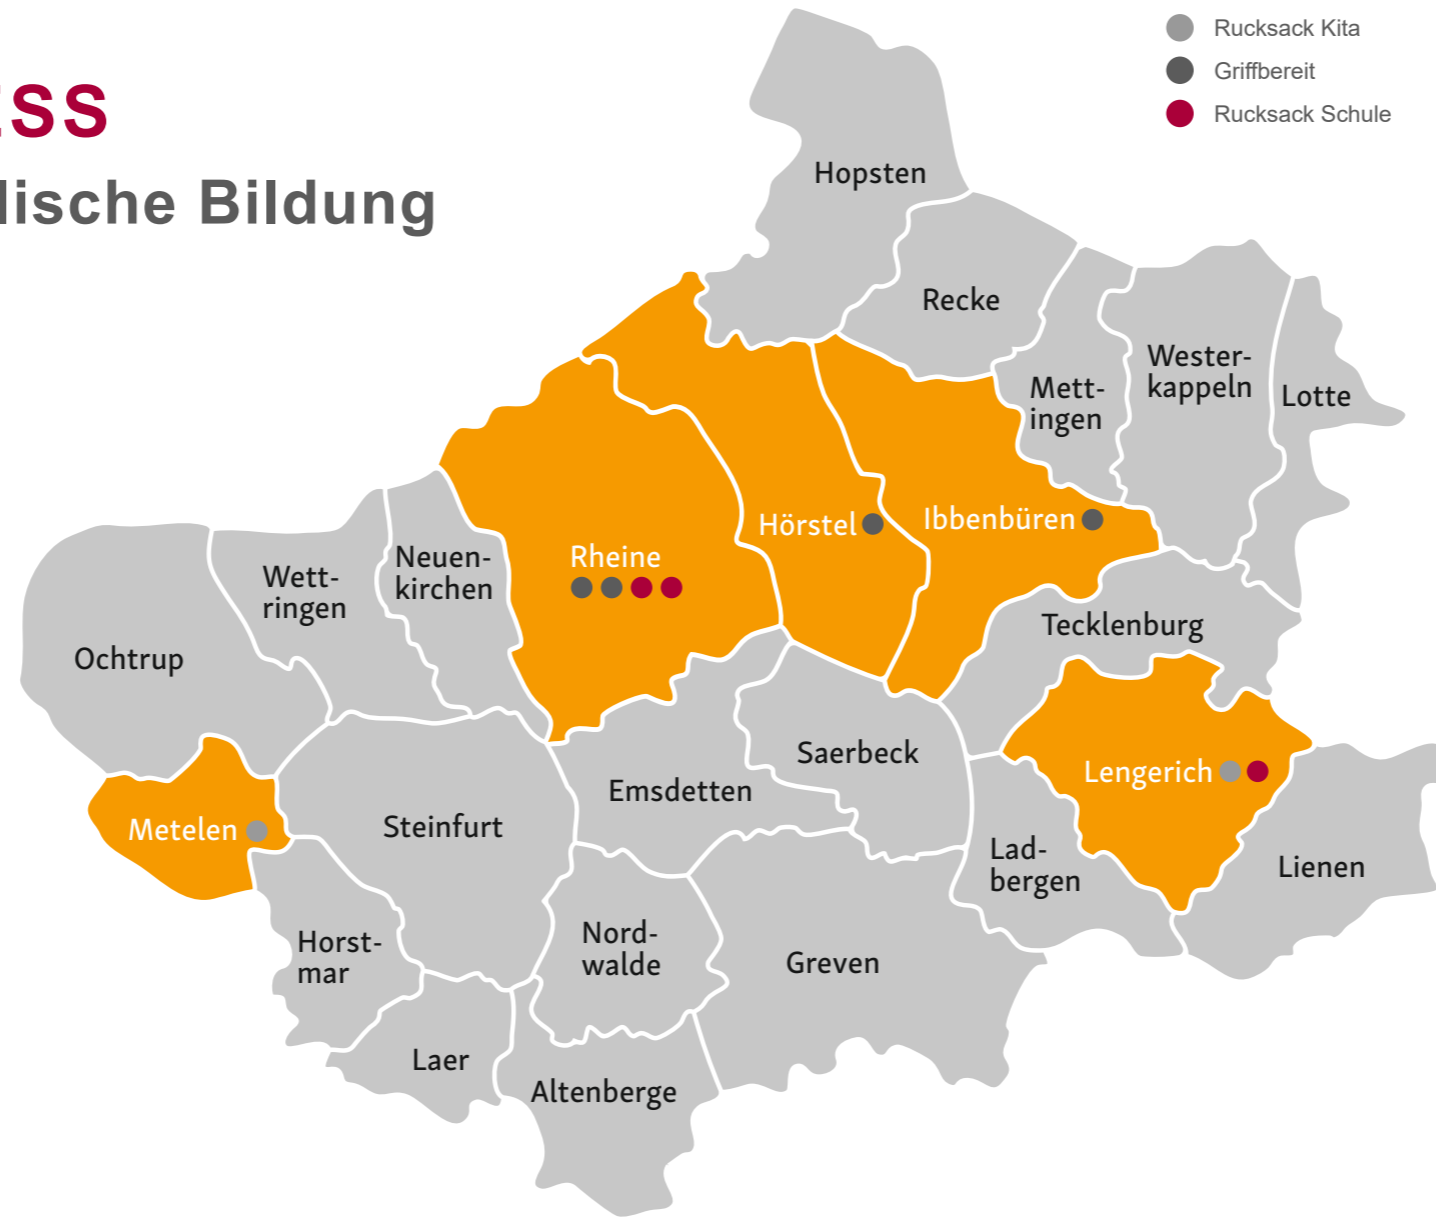 ESS
lische Bildung
Rucksack Kita
Griffbereit
Rucksack Schule
Hopsten
Recke
Wester-
kappeln
Mett-
ingen
Lotte
Hörstel
Ibbenbüren
Rheine
Neuen-
kirchen
Wett-
ringen
Ochtrup
Tecklenburg
Saerbeck
Lengerich
Emsdetten
Metelen
Steinfurt
Lad-
bergen
Lienen
Horst-
mar
Nord-
walde
Greven
Laer
Altenberge